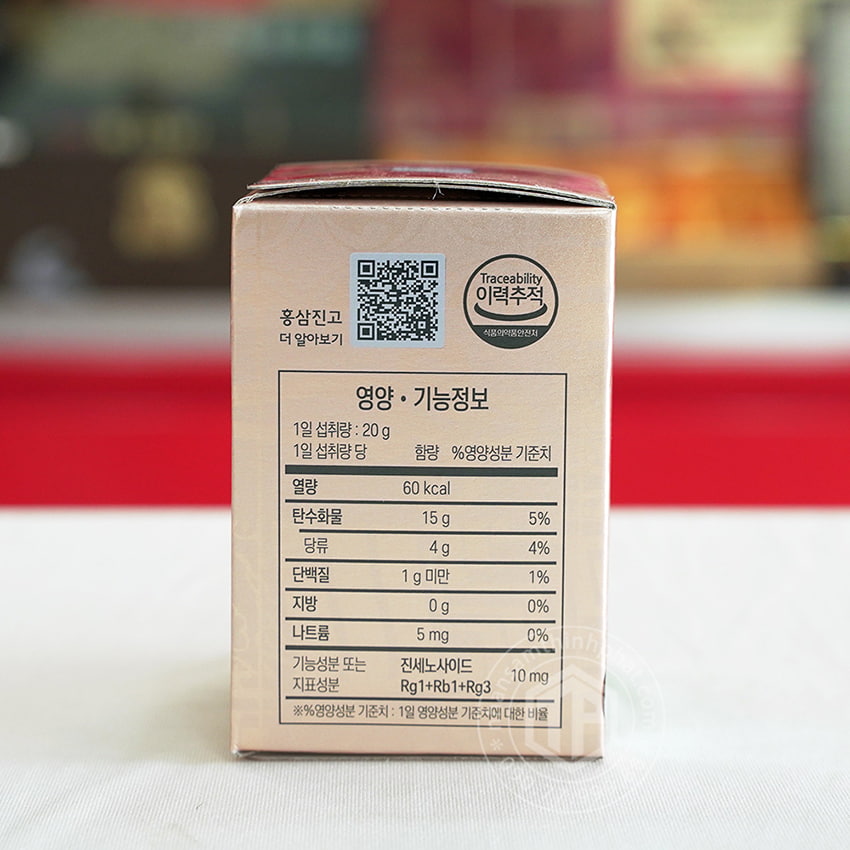 홍삼진고
더 알아보기
Traceability
이력추적
식품의약품안전처
영양 • 기능정보
1일 섭취량 : 20 g
1일 섭취량 당 함량 %영양성분 기준치
열량 60 kcal
탄수화물 15 g 5%
당류 4 g 4%
단백질 1 g 미만 1%
지방 0 g 0%
나트륨 5 mg 0%
기능성분 또는 진세노사이드 10 mg
지표성분 Rg1+Rb1+Rg3
※%영양성분 기준치 : 1일 영양성분 기준치에 대한 비율